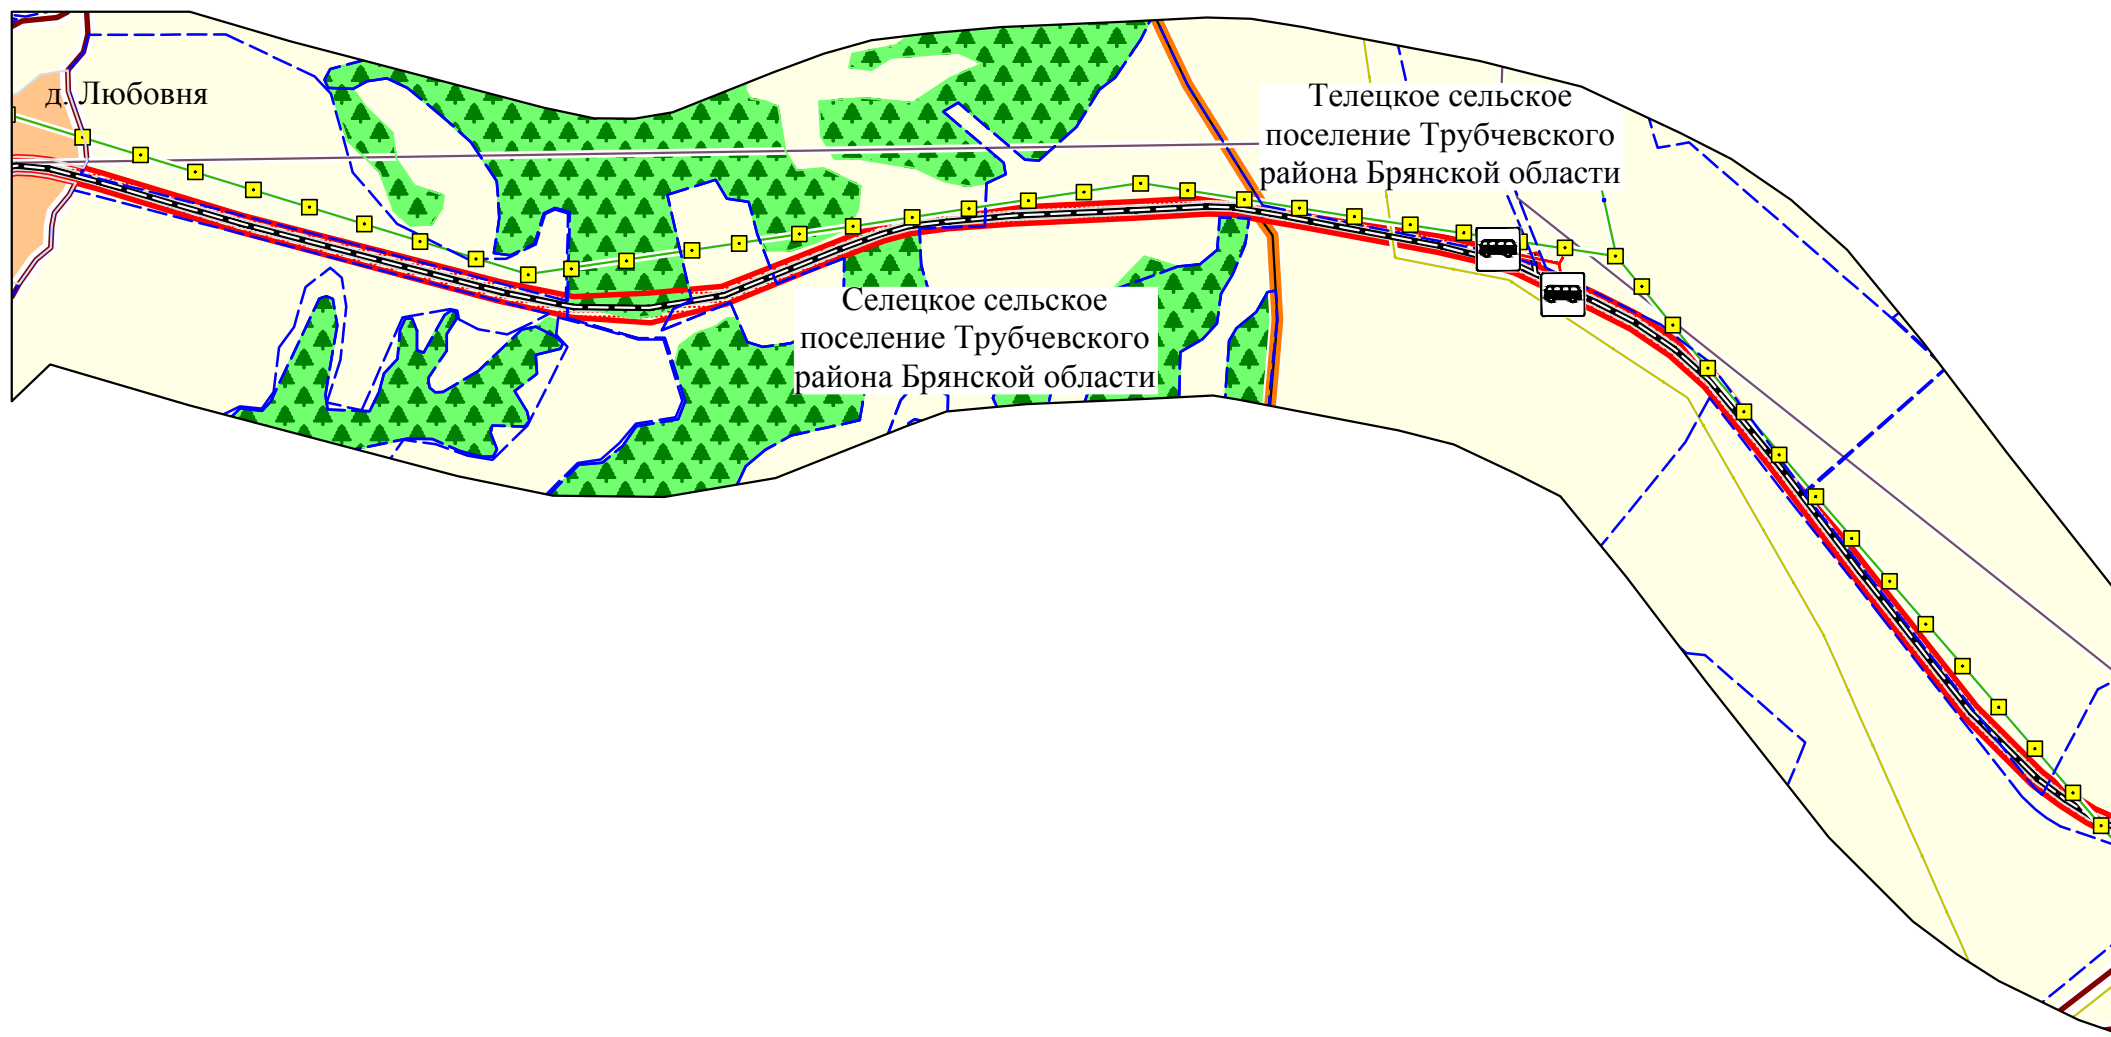 д. Любовня
Телецкое сельское
поселение Трубчевского
района Брянской области
Селецкое сельское
поселение Трубчевского
района Брянской области